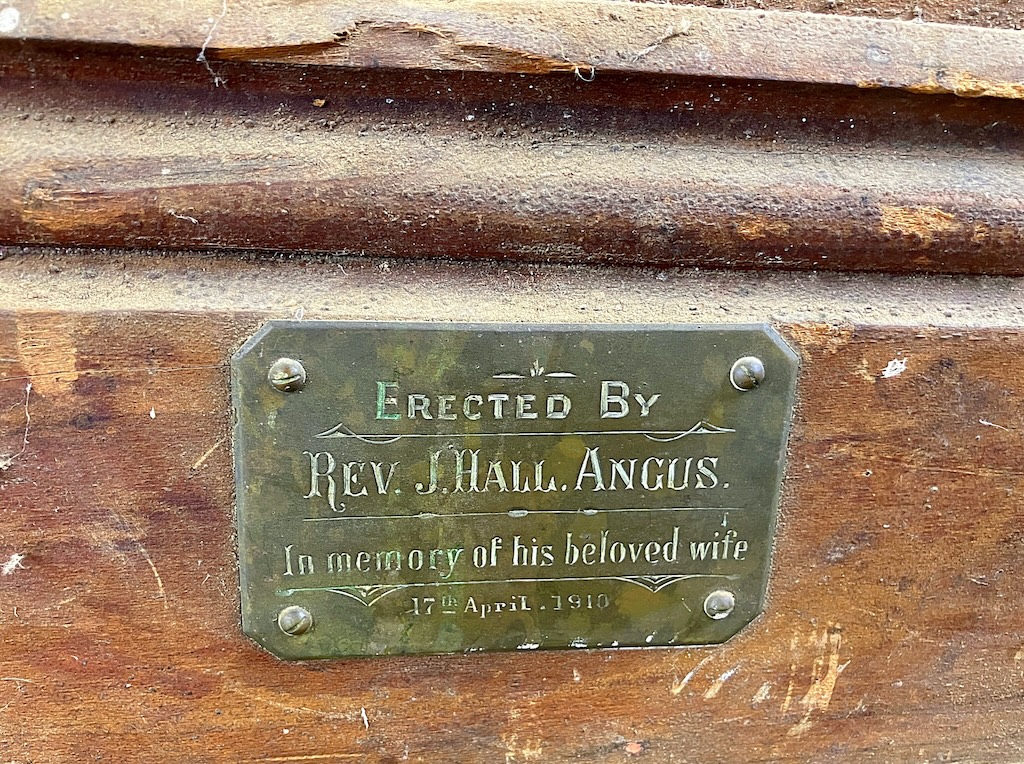 ERECTED BY
REV. J. HALL. ANGUS.
In memory of his beloved wife
17th April. 1910